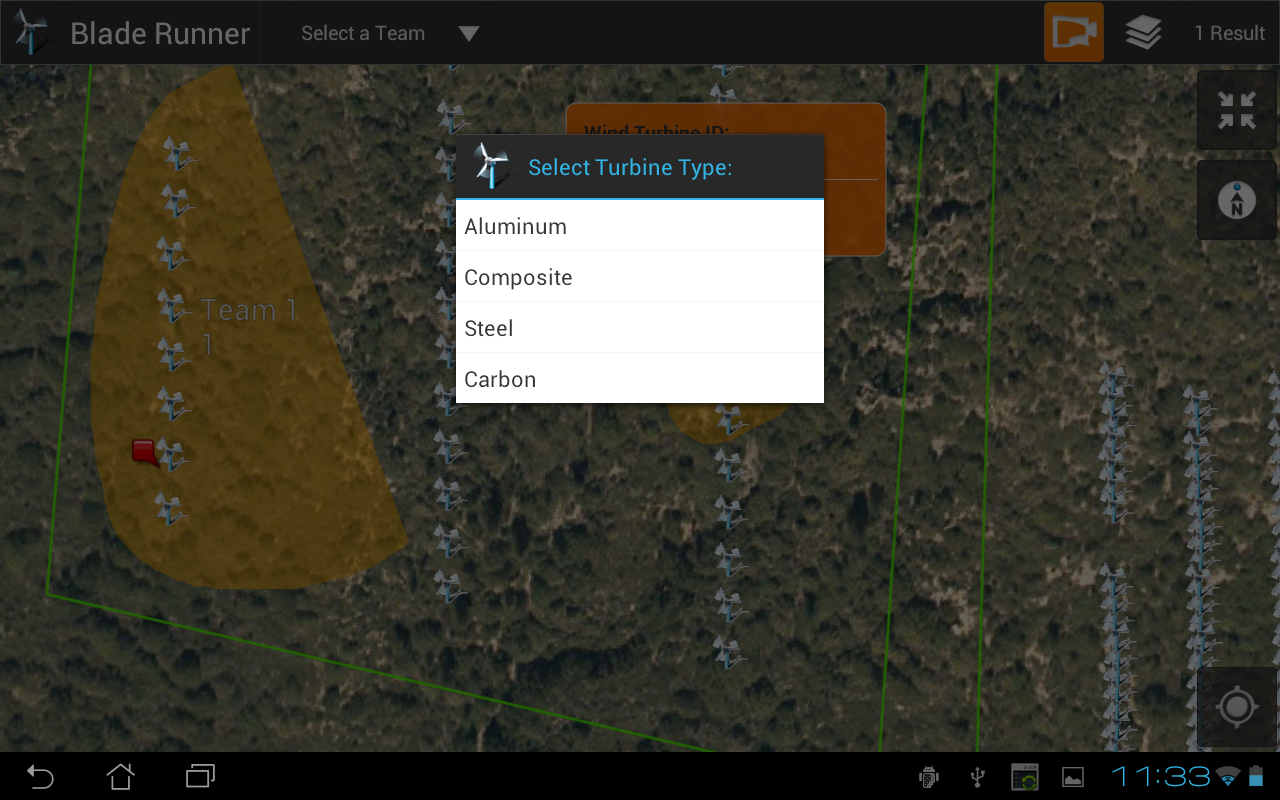 Blade Runner
Select a Team
1 Result
Wind Turbine ID:
Select Turbine Type:
Aluminum
Composite
Steel
Carbon
Team 1
1
N
11:33